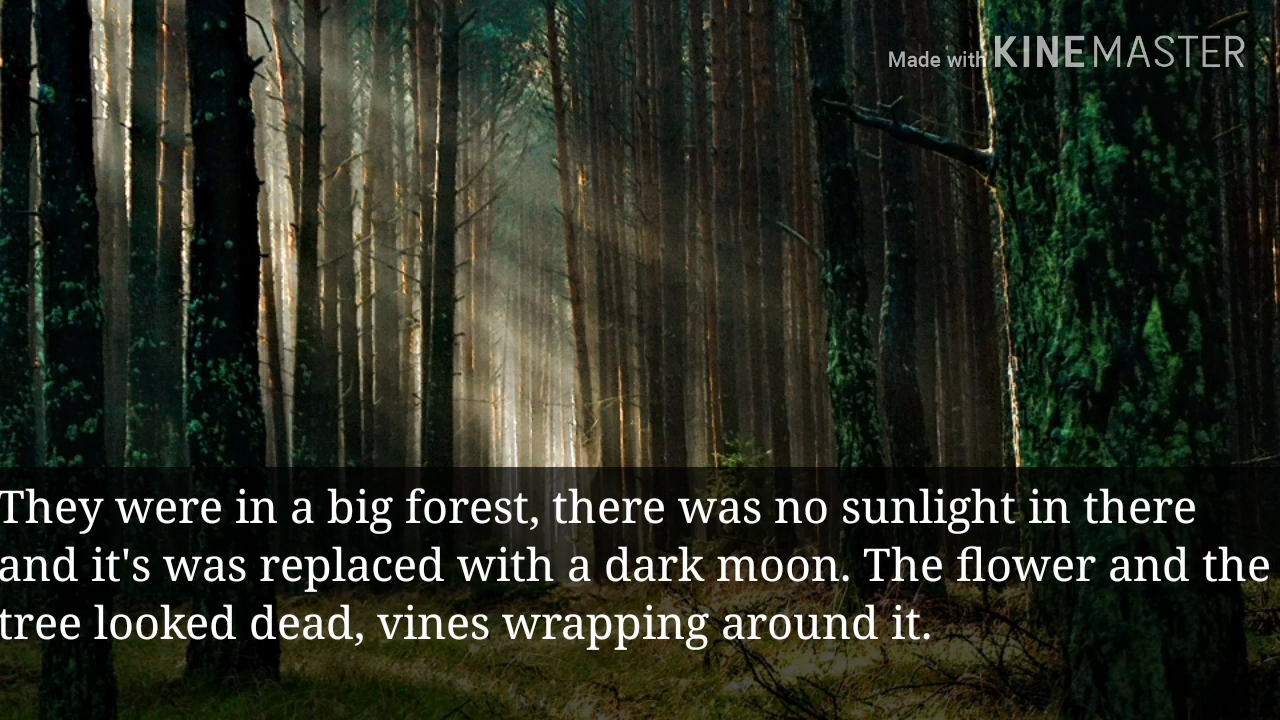 Made with KINEMASTER
They were in a big forest, there was no sunlight in there
and it's was replaced with a dark moon. The flower and the
tree looked dead, vines wrapping around it.